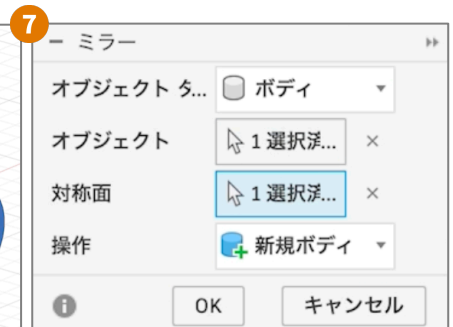 7
ミラー
オブジェクト タ... ボディ
オブジェクト 1 選択済...
対称面 1 選択済...
操作 新規ボディ
OK キャンセル